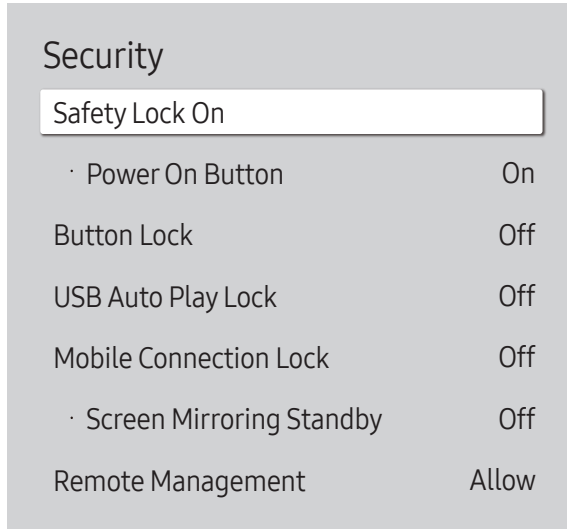 Security
Safety Lock On
· Power On Button On
Button Lock Off
USB Auto Play Lock Off
Mobile Connection Lock Off
· Screen Mirroring Standby Off
Remote Management Allow